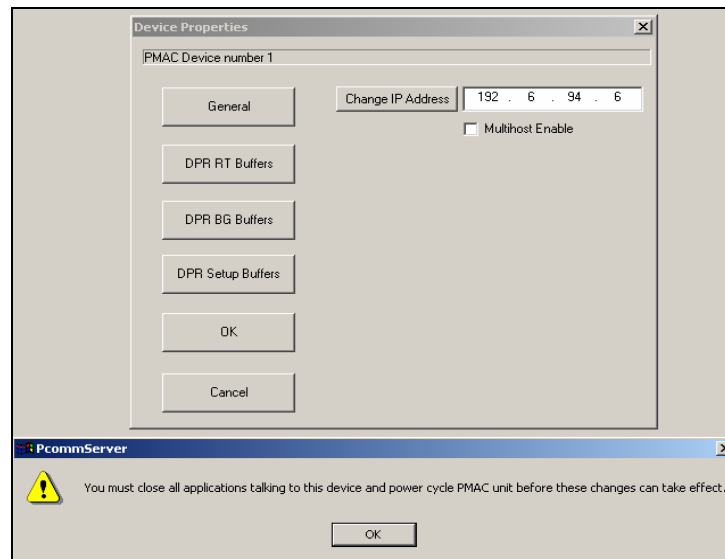 Device Properties
PMAC Device number 1
General
Change IP Address 192 . 6 . 94 . 6
Multihost Enable
DPR RT Buffers
DPR BG Buffers
DPR Setup Buffers
OK
Cancel
PcommServer
You must close all applications talking to this device and power cycle PMAC unit before these changes can take effect.
OK